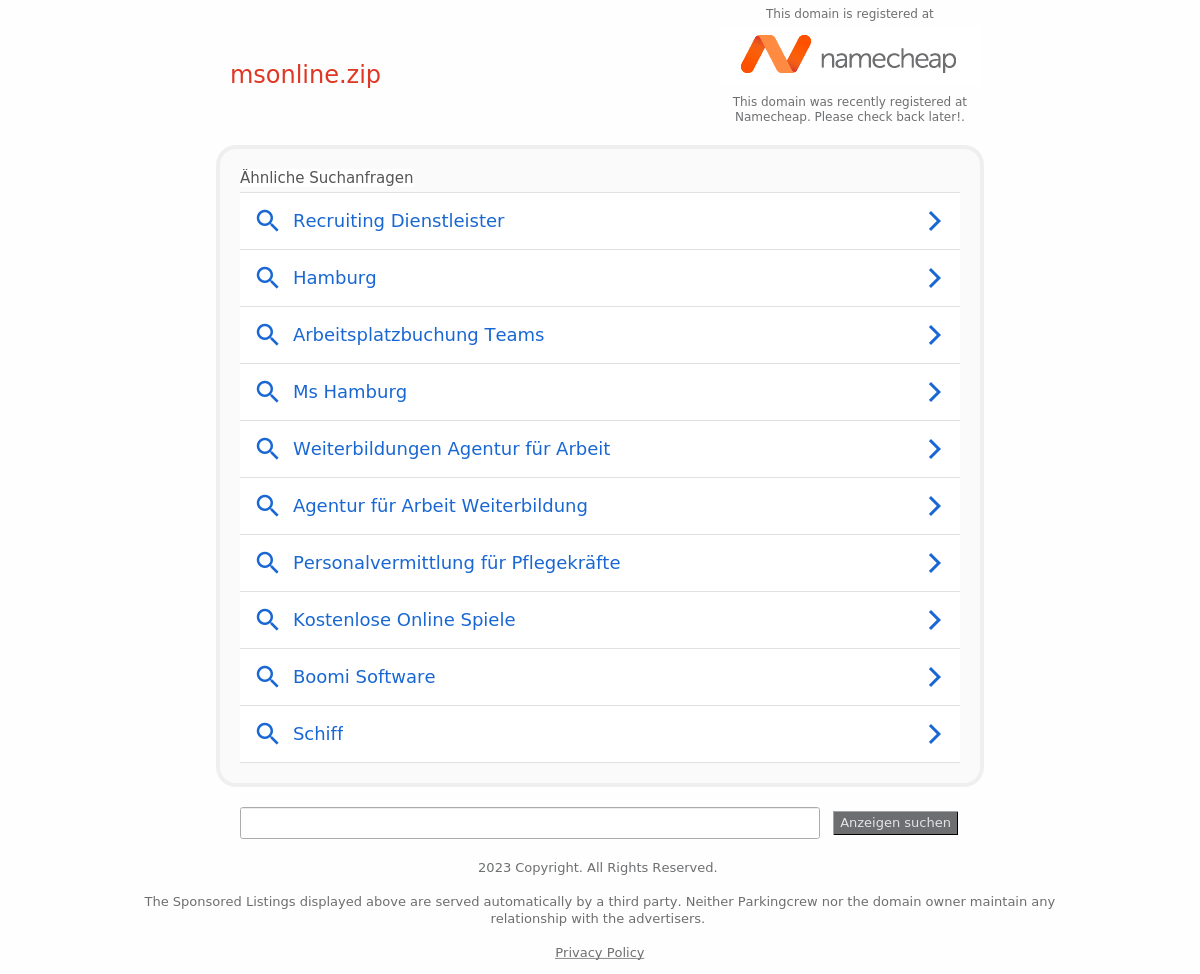 This domain is registered at
namecheap
msonline.zip
This domain was recently registered at
Namecheap. Please check back later!.
Ähnliche Suchanfragen
Recruiting Dienstleister
Hamburg
Arbeitsplatzbuchung Teams
Ms Hamburg
Weiterbildungen Agentur für Arbeit
Agentur für Arbeit Weiterbildung
Personalvermittlung für Pflegekräfte
Kostenlose Online Spiele
Boomi Software
Schiff
Anzeigen suchen
2023 Copyright. All Rights Reserved.
The Sponsored Listings displayed above are served automatically by a third party. Neither Parkingcrew nor the domain owner maintain any
relationship with the advertisers.
Privacy Policy